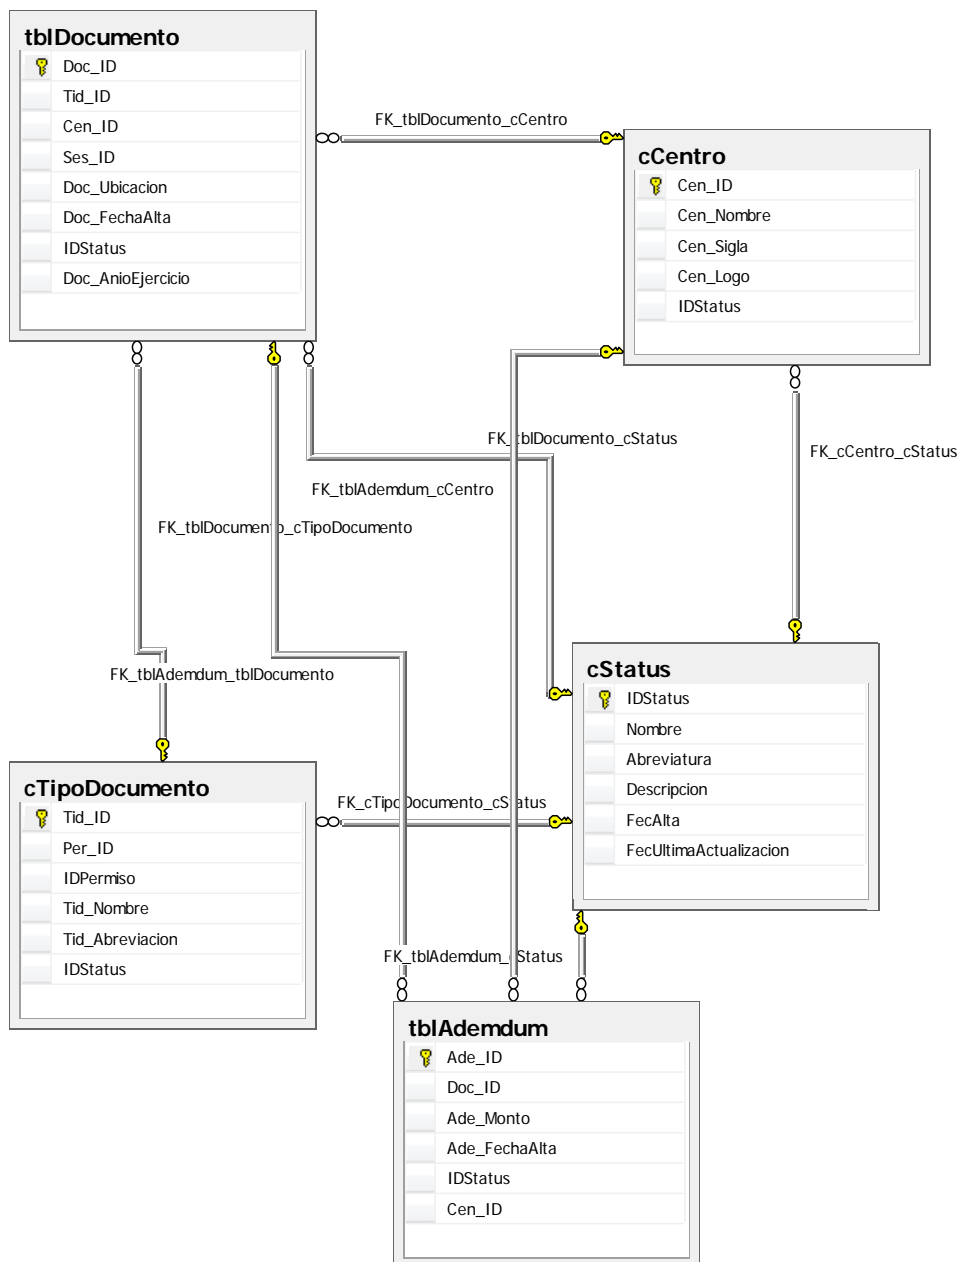 tblDocumento
Doc_ID
Tid_ID
Cen_ID
Ses_ID
Doc_Ubicacion
Doc_FechaAlta
IDStatus
Doc_AnioEjercicio
FK_tblDocumento_cCentro
cCentro
Cen_ID
Cen_Nombre
Cen_Sigla
Cen_Logo
IDStatus
FK_tblDocumento_cStatus
FK_cCentro_cStatus
FK_tblAdemdum_cCentro
FK_tblDocumento_cTipoDocumento
FK_tblAdemdum_tblDocumento
cStatus
IDStatus
Nombre
Abreviatura
Descripcion
FecAlta
FecUltimaActualizacion
cTipoDocumento
Tid_ID
Per_ID
IDPermiso
Tid_Nombre
Tid_Abreviacion
IDStatus
FK_cTipoDocumento_cStatus
FK_tblAdemdum_cStatus
tblAdemdum
Ade_ID
Doc_ID
Ade_Monto
Ade_FechaAlta
IDStatus
Cen_ID